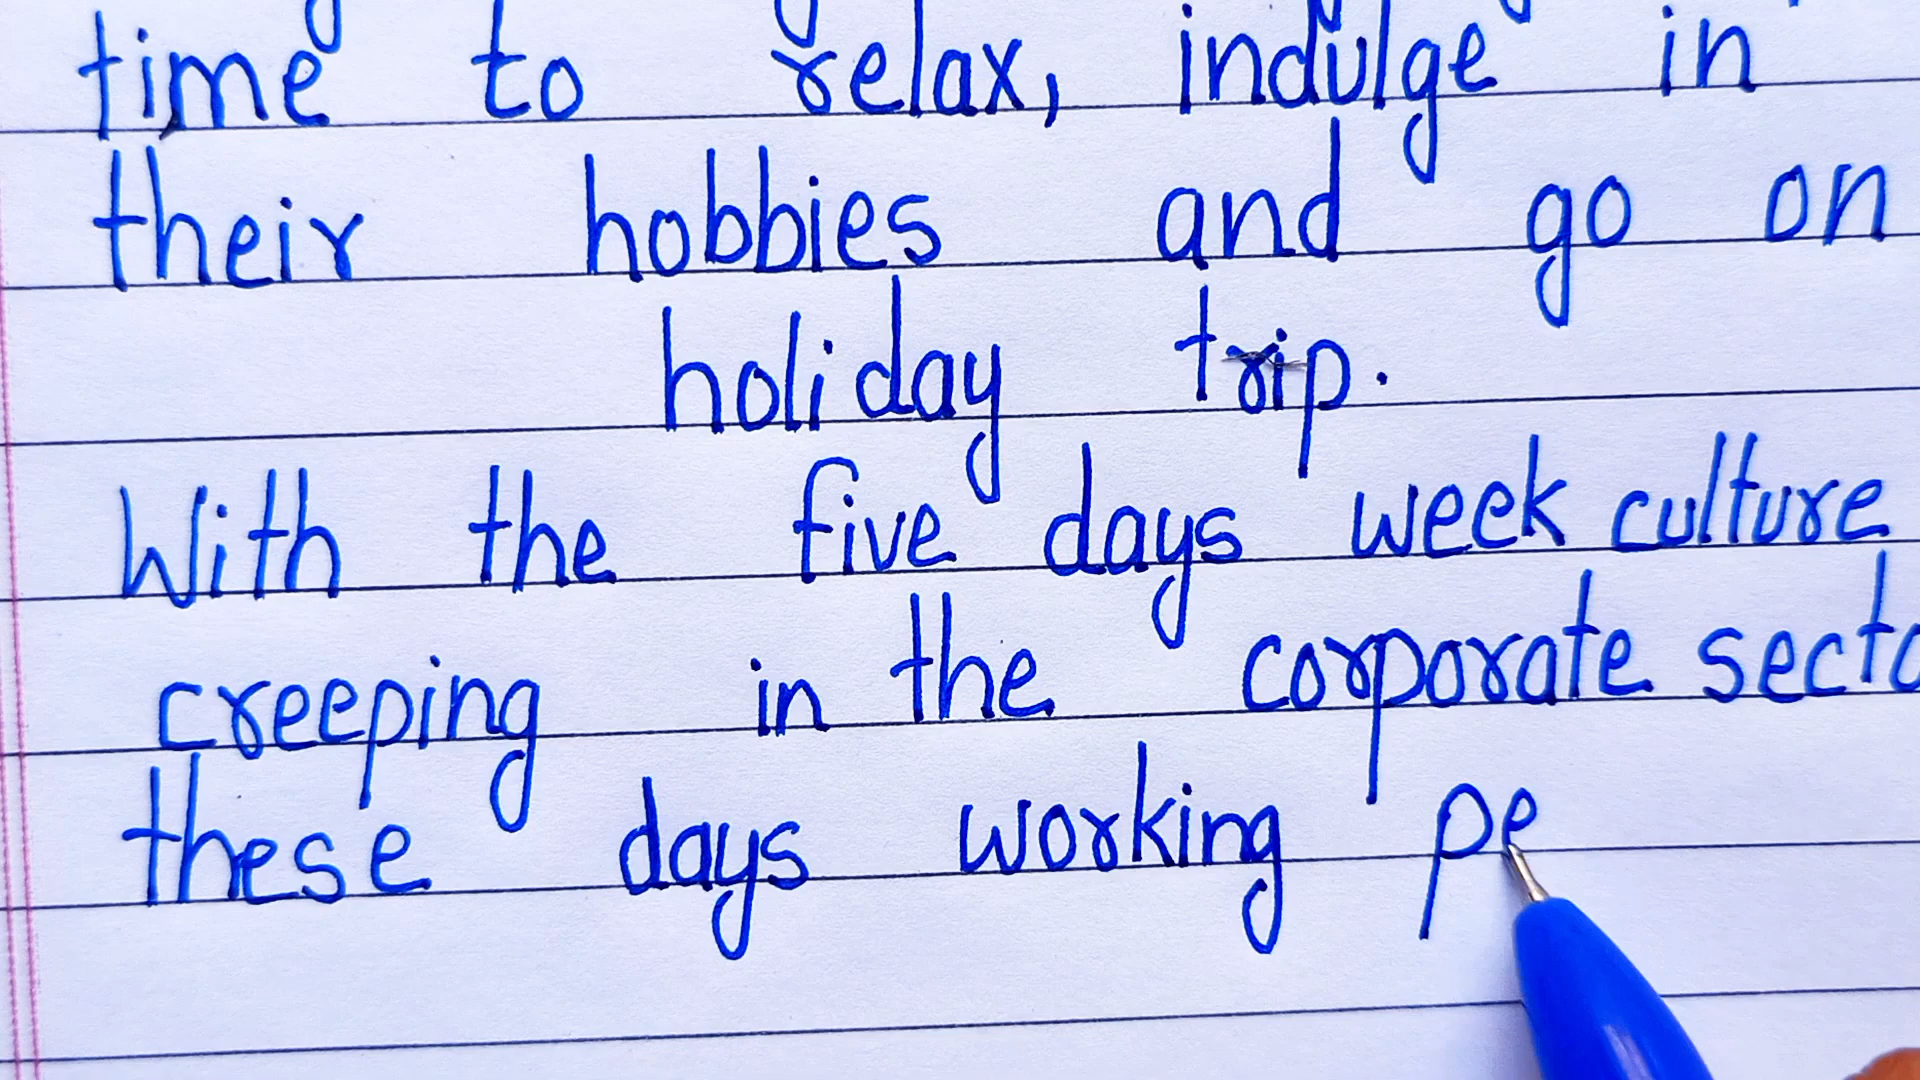 time to relax, indulge in
their hobbies and go on
holiday trip.
With the five days week culture
creeping in the corporate secto
these days working pe